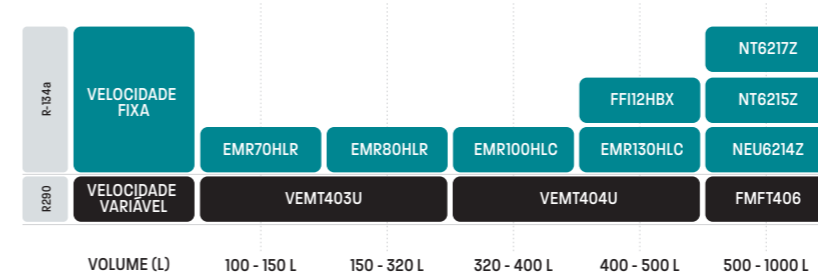 NT6217Z
R-134a
VELOCIDADE
FIXA
FFI12HBX
NT6215Z
EMR70HLR
EMR80HLR
EMR100HLC
EMR130HLC
NEU6214Z
R290
VELOCIDADE
VARIÁVEL
VEMT403U
VEMT404U
FMFT406
VOLUME (L)
100 - 150 L
150 - 320 L
320 - 400 L
400 - 500 L
500 - 1000 L